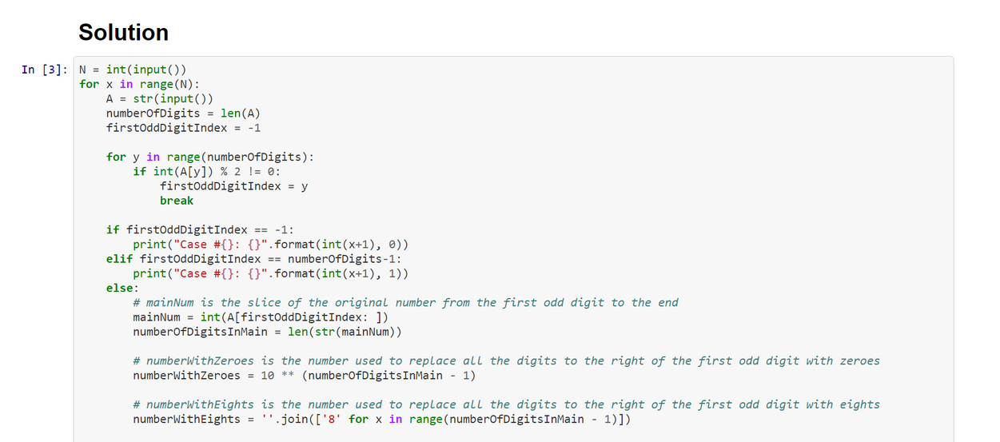 Solution
In [3]: N = int(input())
for x in range(N):
    A = str(input())
    numberOfDigits = len(A)
    firstOddDigitIndex = -1

    for y in range(numberOfDigits):
        if int(A[y]) % 2 != 0:
            firstOddDigitIndex = y
            break

    if firstOddDigitIndex == -1:
        print("Case #{}: {}".format(int(x+1), 0))
    elif firstOddDigitIndex == numberOfDigits-1:
        print("Case #{}: {}".format(int(x+1), 1))
    else:
        # mainNum is the slice of the original number from the first odd digit to the end
        mainNum = int(A[firstOddDigitIndex: ])
        numberOfDigitsInMain = len(str(mainNum))

        # numberWithZeroes is the number used to replace all the digits to the right of the first odd digit with zeroes
        numberWithZeroes = 10 ** (numberOfDigitsInMain - 1)

        # numberWithEights is the number used to replace all the digits to the right of the first odd digit with eights
        numberWithEights = ''.join(['8' for x in range(numberOfDigitsInMain - 1)])